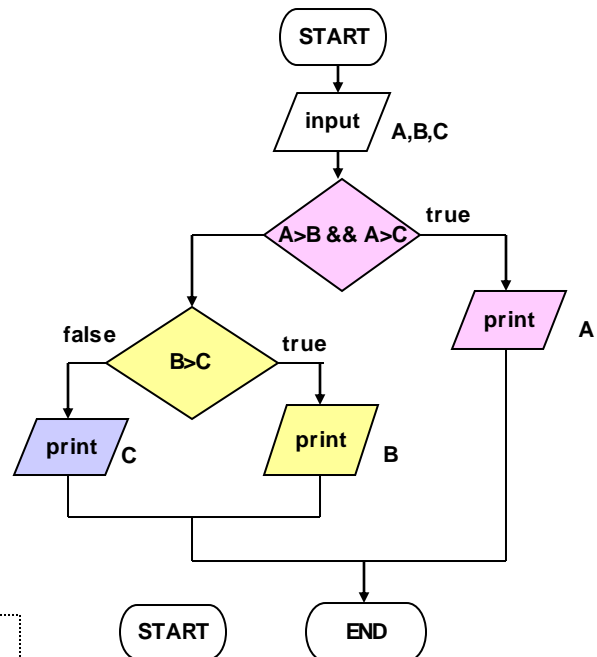 START
input
A,B,C
A>B && A>C
true
print
A
false
B>C
true
print
C
print
B
START
END